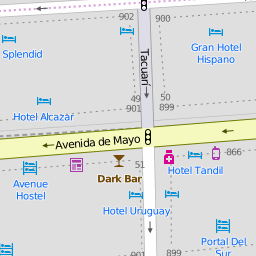 902
900
Splendid
Gran Hotel
Hispano
Tacuarí
49
901
50
899
Hotel Alcazar
Avenida de Mayo
866
Dark Bar
Hotel Tandil
Avenue
Hostel
51
Hotel Uruguay
901
899
Portal Del
Sur